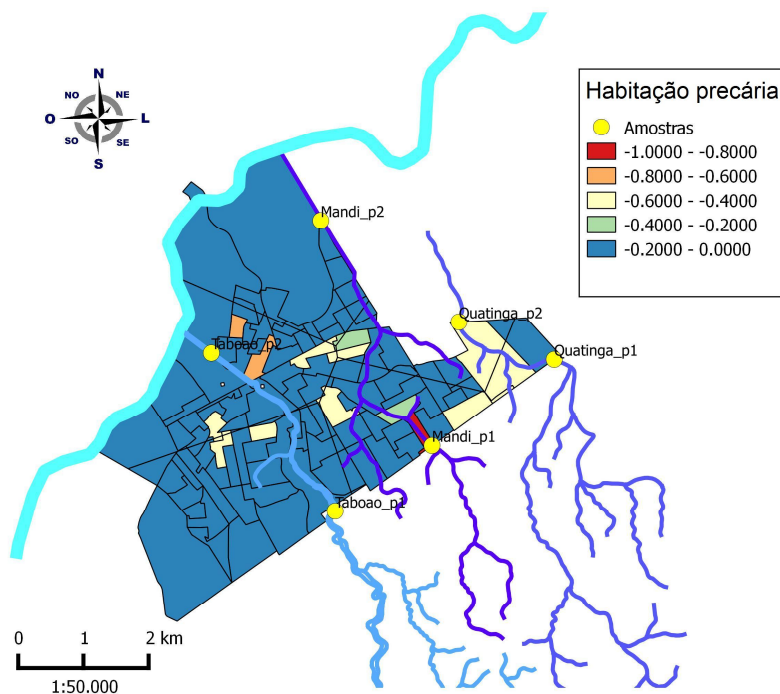 N
NO
NE
O
L
SO
SE
S
Habitação precária
Amostras
-1.0000 - -0.8000
-0.8000 - -0.6000
-0.6000 - -0.4000
-0.4000 - -0.2000
-0.2000 - 0.0000
Mandi_p2
Quatinga_p2
Taboao_p2
Quatinga_p1
Mandi_p1
Taboao_p1
0 1 2 km
1:50.000